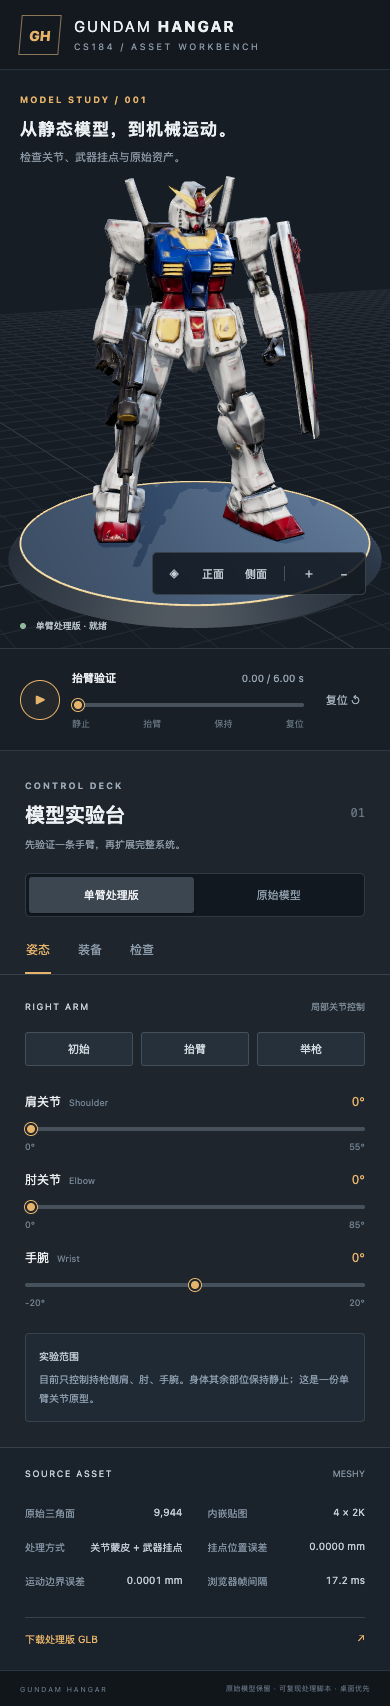 GH
GUNDAM HANGAR
CS184 / ASSET WORKBENCH
MODEL STUDY / 001
从静态模型，到机械运动。
检查关节、武器挂点与原始资产。
◈ 正面 侧面 + −
单臂处理版 · 就绪
抬臂验证 0.00 / 6.00 s
复位 ↺
静止 抬臂 保持 复位
CONTROL DECK
模型实验台 01
先验证一条手臂，再扩展完整系统。
单臂处理版 原始模型
姿态 装备 检查
RIGHT ARM 局部关节控制
初始 抬臂 举枪
肩关节 Shoulder 0°
0° 55°
肘关节 Elbow 0°
0° 85°
手腕 Wrist 0°
-20° 20°
实验范围
目前只控制持枪侧肩、肘、手腕。身体其余部位保持静止；这是一份单
臂关节原型。
SOURCE ASSET MESHY
原始三角面 9,944 内嵌贴图 4 × 2K
处理方式 关节蒙皮 + 武器挂点 挂点位置误差 0.0000 mm
运动边界误差 0.0001 mm 浏览器帧间隔 17.2 ms
下载处理版 GLB ↗
GUNDAM HANGAR 原始模型保留 · 可复现处理脚本 · 桌面优先